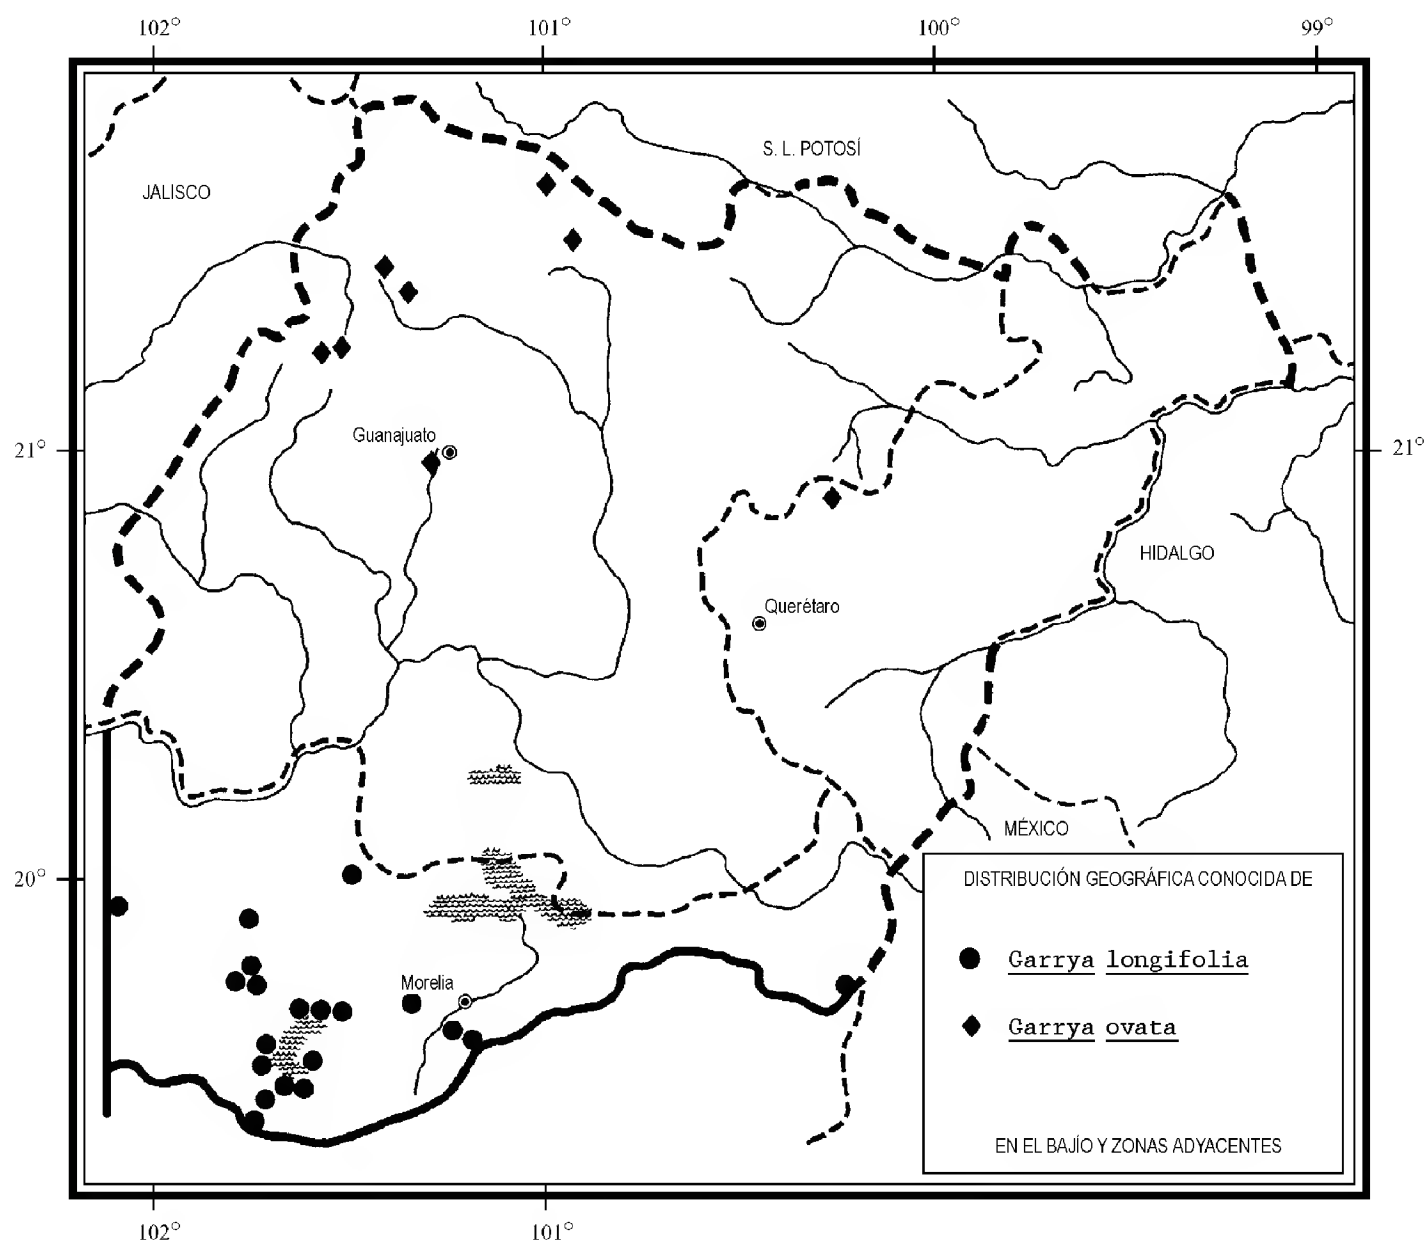 102° 101° 100° 99°
S. L. POTOSÍ
JALISCO
Guanajuato
21° 21°
HIDALGO
Querétaro
MÉXICO
20°
DISTRIBUCIÓN GEOGRÁFICA CONOCIDA DE
Garrya longifolia
Morelia
Garrya ovata
EN EL BAJÍO Y ZONAS ADYACENTES
102° 101°